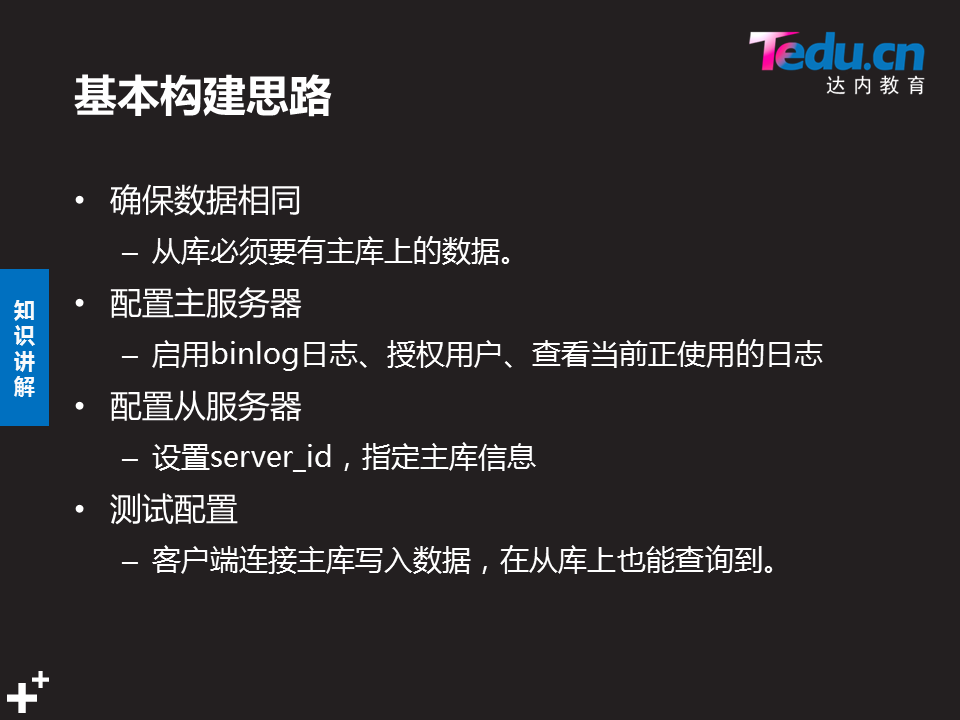 Tedu.cn
达内教育
基本构建思路
• 确保数据相同
– 从库必须要有主库上的数据。
• 配置主服务器
– 启用binlog日志、授权用户、查看当前正使用的日志
• 配置从服务器
– 设置server_id，指定主库信息
• 测试配置
– 客户端连接主库写入数据，在从库上也能查询到。
知识讲解